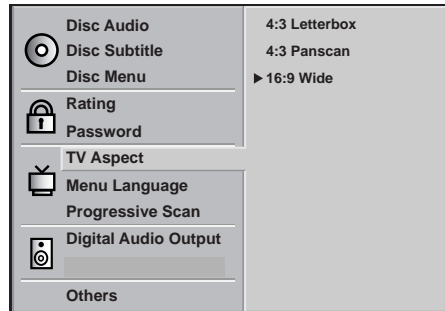 Disc Audio
Disc Subtitle
Disc Menu
Rating
Password
TV Aspect
Menu Language
Progressive Scan
Digital Audio Output
Others
4:3 Letterbox
4:3 Panscan
16:9 Wide